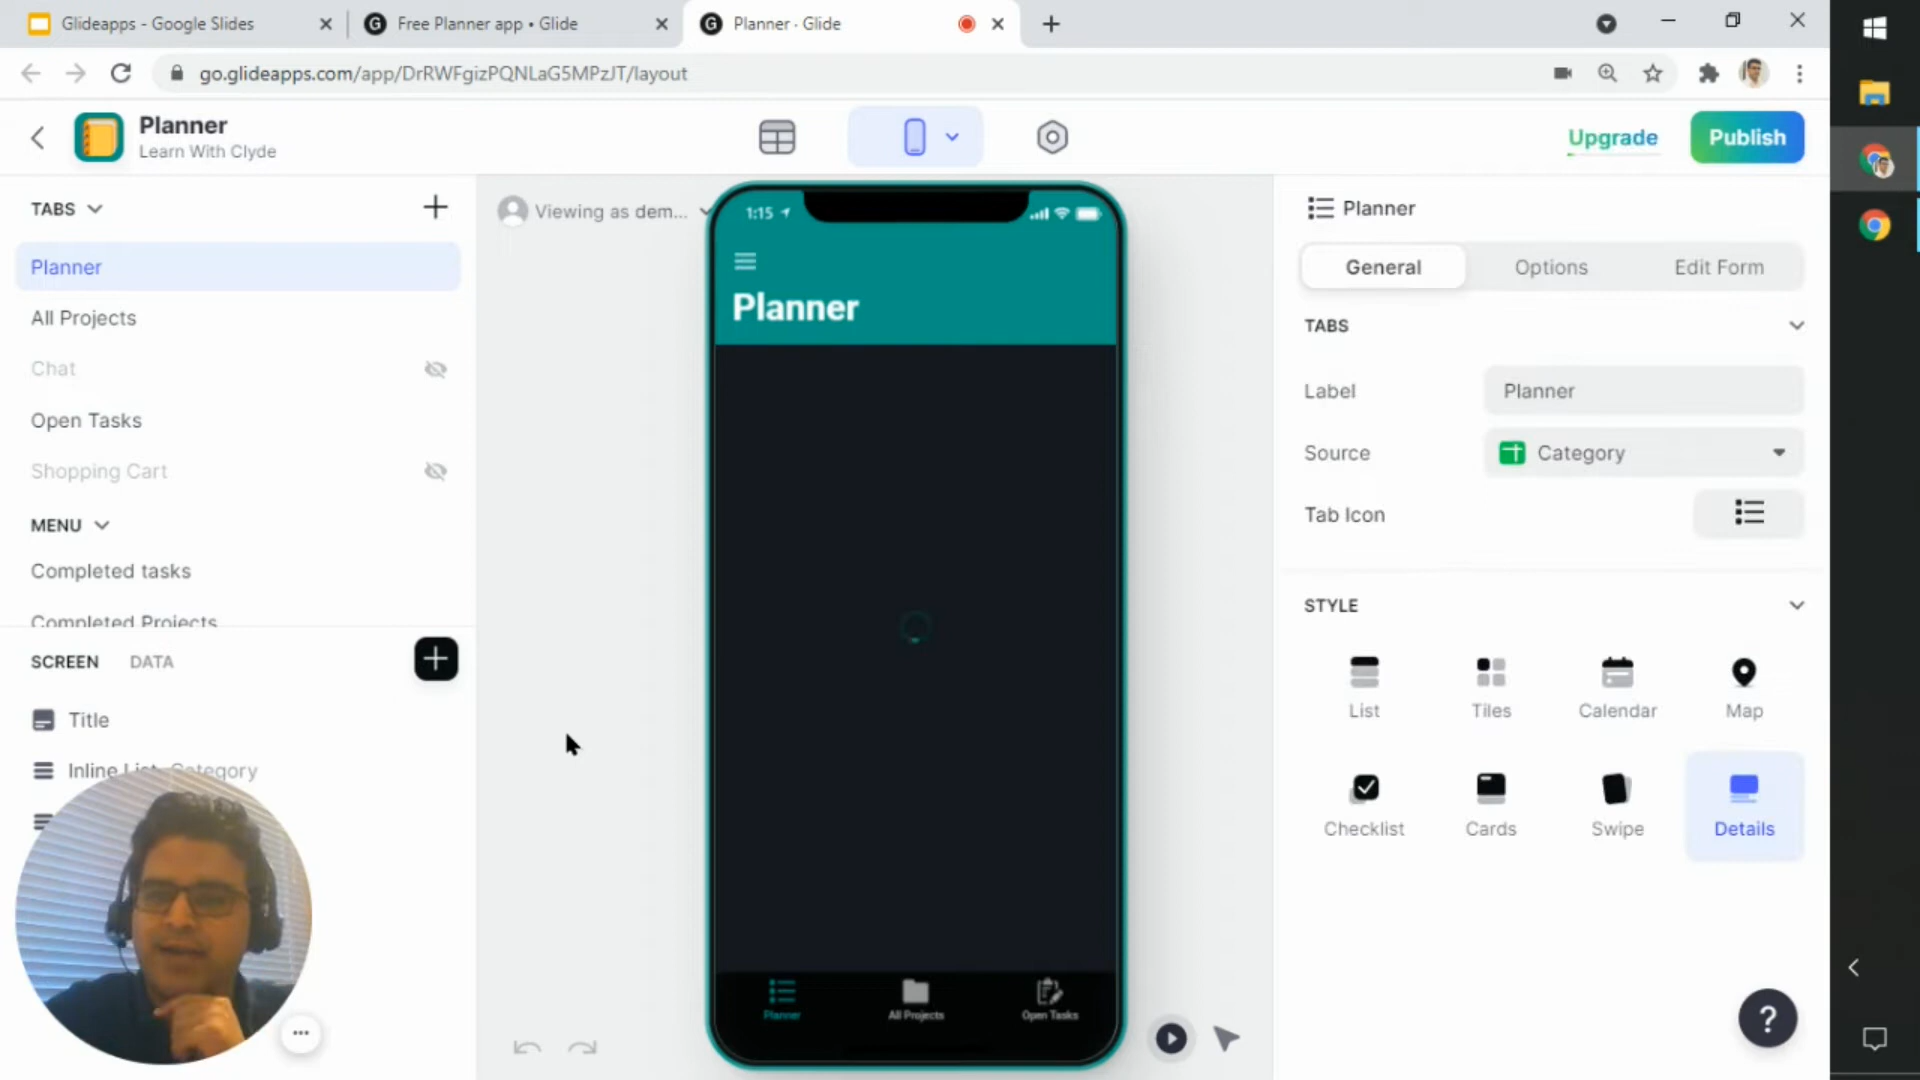 Glideapps - Google Slides
Free Planner app • Glide
Planner · Glide
go.glideapps.com/app/DrRWFgizPQNLaG5MPzJT/layout
Planner
Learn With Clyde
Upgrade
Publish
TABS
Planner
All Projects
Chat
Open Tasks
Shopping Cart
MENU
Completed tasks
Completed Projects
SCREEN DATA
Title
Inline List Category
Viewing as dem...
1:15
Planner
Planner
All Projects
Open Tasks
Planner
General
Options
Edit Form
TABS
Label
Planner
Source
Category
Tab Icon
STYLE
List
Tiles
Calendar
Map
Checklist
Cards
Swipe
Details
?